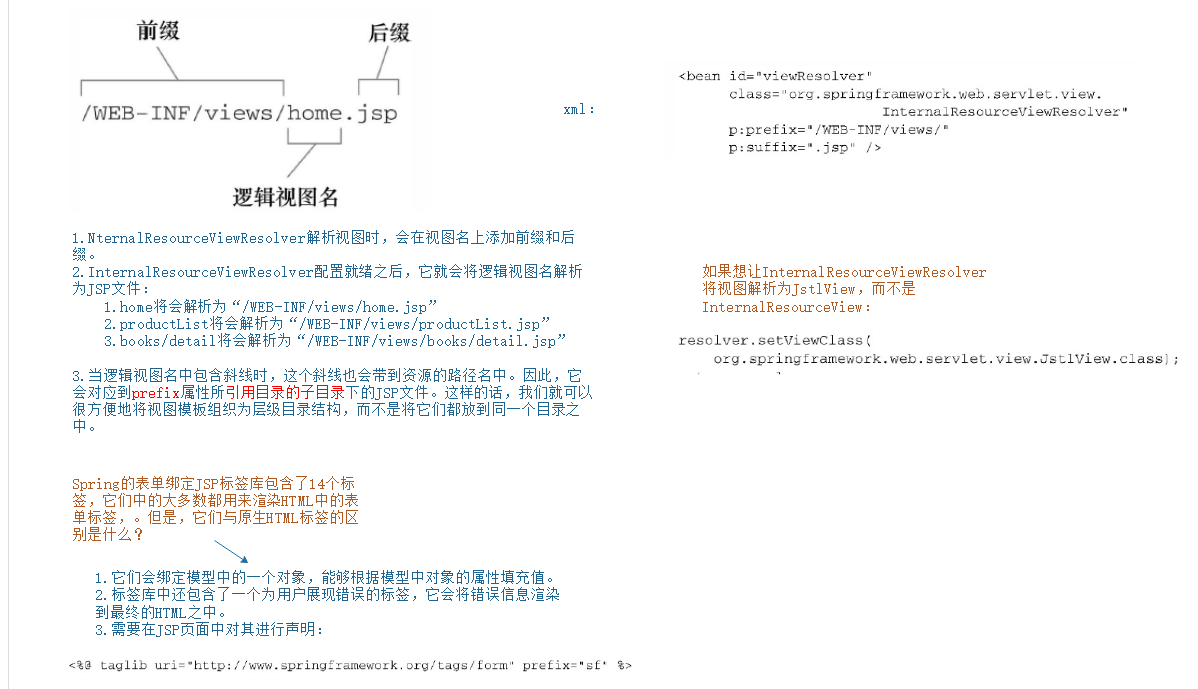 前缀
后缀
/WEB-INF/views/home.jsp
逻辑视图名
xml：
<bean id="viewResolver"
class="org.springframework.web.servlet.view.
InternalResourceViewResolver"
p:prefix="/WEB-INF/views/"
p:suffix=".jsp" />
1.NternalResourceViewResolver解析视图时，会在视图名上添加前缀和后
缀。
2.InternalResourceViewResolver配置就绪之后，它就会将逻辑视图名解析
为JSP文件：
1.home将会解析为“/WEB-INF/views/home.jsp”
2.productList将会解析为“/WEB-INF/views/productList.jsp”
3.books/detail将会解析为“/WEB-INF/views/books/detail.jsp”
3.当逻辑视图名中包含斜线时，这个斜线也会带到资源的路径名中。因此，它
会对应到prefix属性所引用目录的子目录下的JSP文件。这样的话，我们就可以
很方便地将视图模板组织为层级目录结构，而不是将它们都放到同一个目录之
中。
如果想让InternalResourceViewResolver
将视图解析为JstlView，而不是
InternalResourceView：
resolver.setViewClass(
org.springframework.web.servlet.view.JstlView.class);
Spring的表单绑定JSP标签库包含了14个标
签，它们中的大多数都用来渲染HTML中的表
单标签，。但是，它们与原生HTML标签的区
别是什么？
1.它们会绑定模型中的一个对象，能够根据模型中对象的属性填充值。
2.标签库中还包含了一个为用户展现错误的标签，它会将错误信息渲染
到最终的HTML之中。
3.需要在JSP页面中对其进行声明：
<%@ taglib uri="http://www.springframework.org/tags/form" prefix="sf" %>